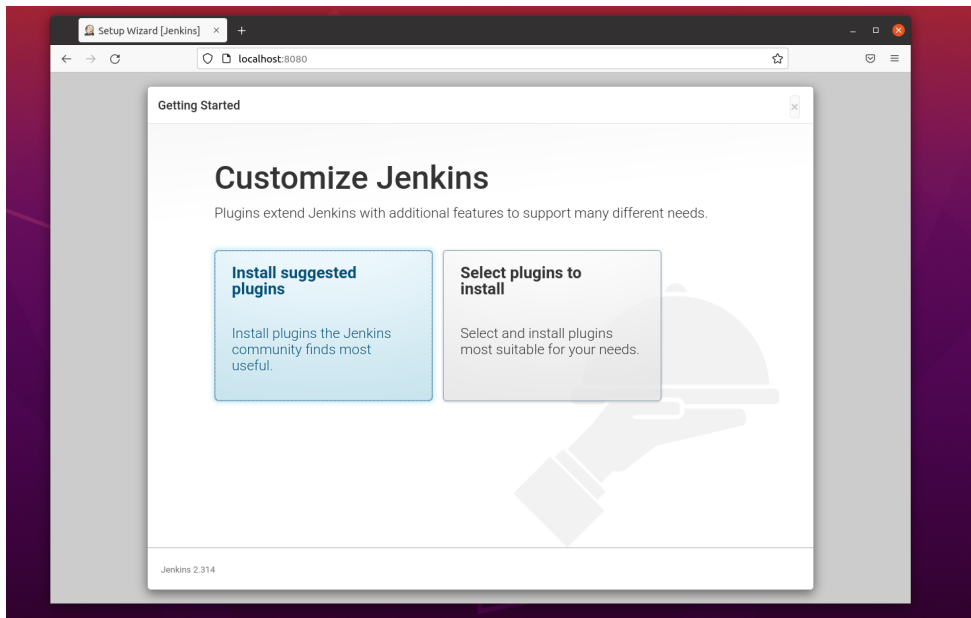 Setup Wizard [Jenkins]
localhost:8080
Getting Started
Customize Jenkins
Plugins extend Jenkins with additional features to support many different needs.
Install suggested
plugins
Install plugins the Jenkins
community finds most
useful.
Select plugins to
install
Select and install plugins
most suitable for your needs.
Jenkins 2.314